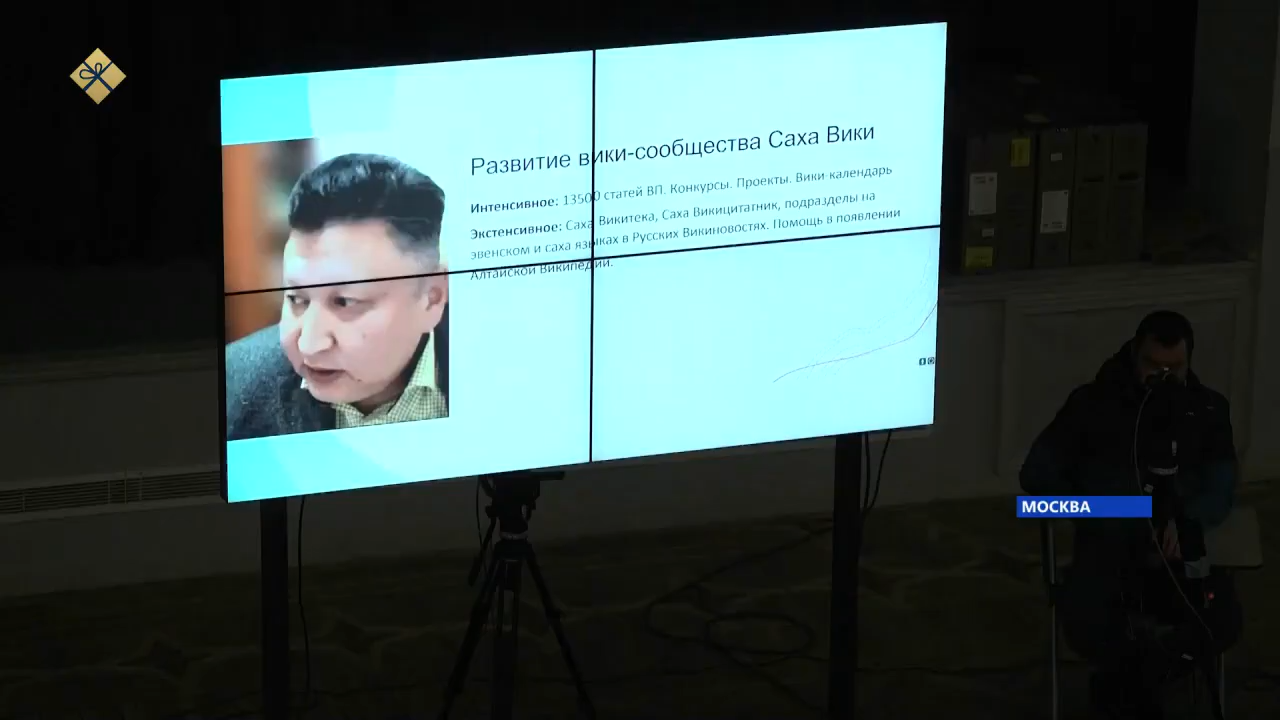 Развитие вики-сообщества Саха Вики
Интенсивное: 13500 статей ВП. Конкурсы. Проекты. Вики-календарь
Экстенсивное: Саха Викитека, Саха Викицитатник, подразделы на
эвенском и саха языках в Русских Викиновостях. Помощь в появлении
Алтайской Википедии.
МОСКВА